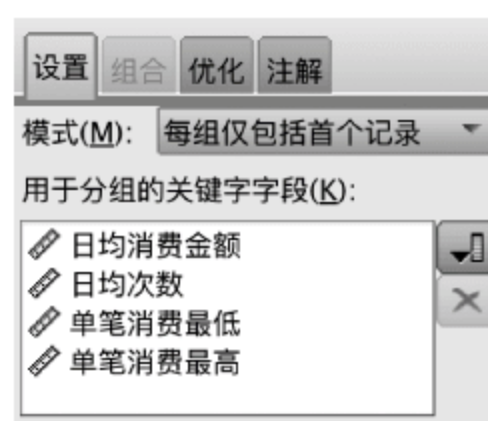 设置 组合 优化 注解
模式(M): 每组仅包括首个记录
用于分组的关键字字段(K):
日均消费金额
日均次数
单笔消费最低
单笔消费最高